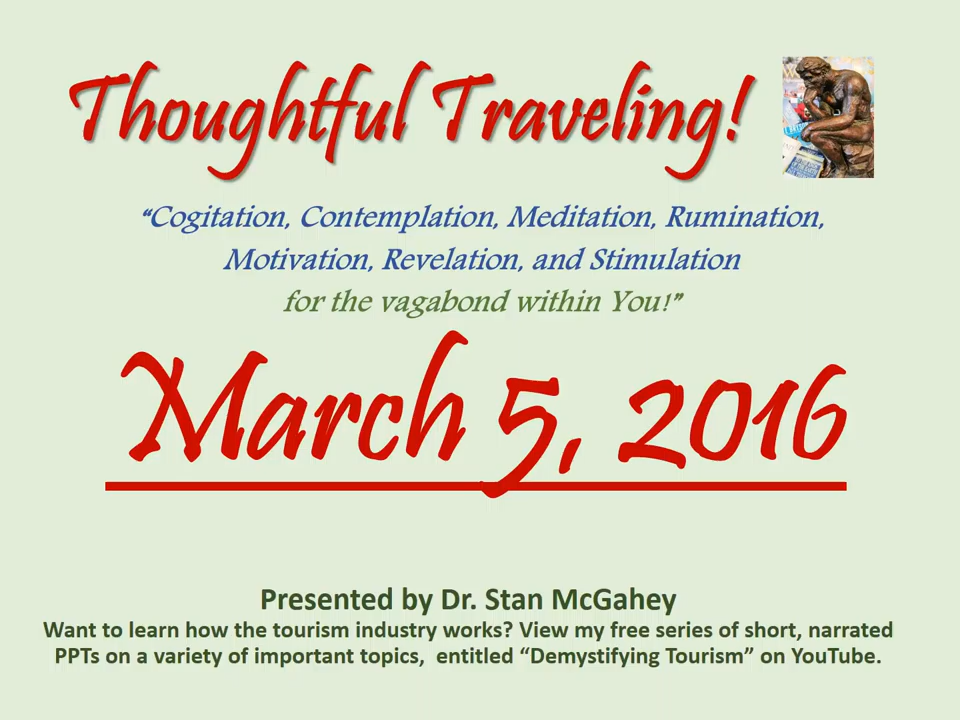 Thoughtful Traveling!
“Cogitation, Contemplation, Meditation, Rumination,
Motivation, Revelation, and Stimulation
for the vagabond within You!”
March 5, 2016
Presented by Dr. Stan McGahey
Want to learn how the tourism industry works? View my free series of short, narrated
PPTs on a variety of important topics,  entitled “Demystifying Tourism” on YouTube.